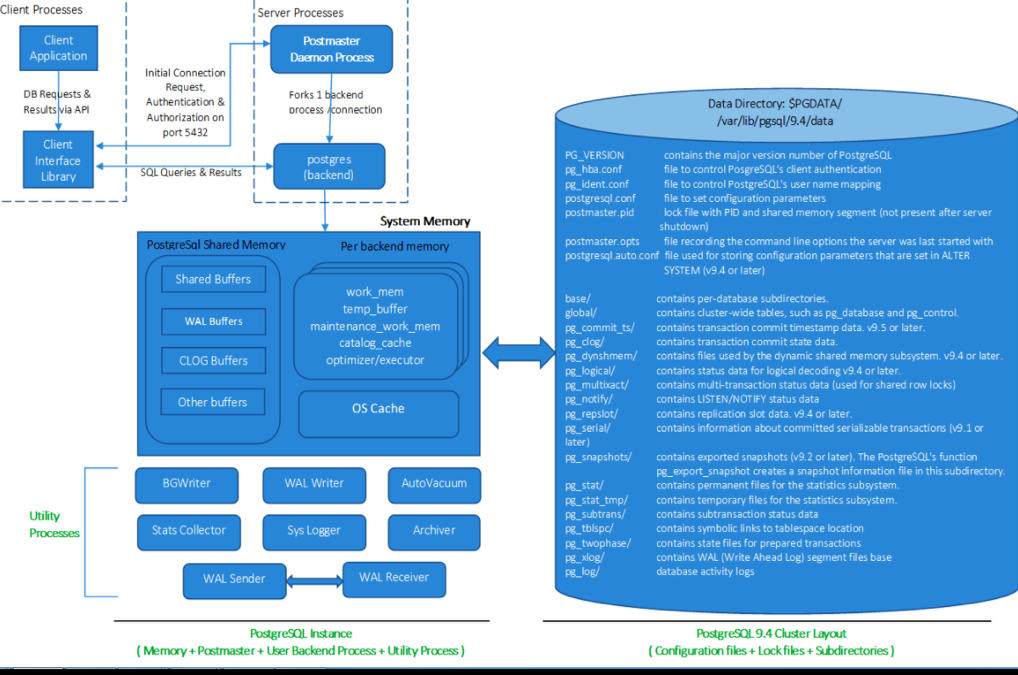 Client Processes
Server Processes
Client
Application
Postmaster
Daemon Process
DB Requests &
Results via API
Initial Connection
Request,
Authentication &
Authorization on
port 5432
Forks 1 backend
process /connection
Client
Interface
Library
postgres
(backend)
SQL Queries & Results
System Memory
PostgreSql Shared Memory
Per backend memory
Shared Buffers
WAL Buffers
CLOG Buffers
Other buffers
work_mem
temp_buffer
maintenance_work_mem
catalog_cache
optimizer/executor
OS Cache
Utility
Processes
BGWriter
WAL Writer
AutoVacuum
Stats Collector
Sys Logger
Archiver
WAL Sender
WAL Receiver
PostgreSQL Instance
( Memory + Postmaster + User Backend Process + Utility Process )
Data Directory: $PGDATA/
/var/lib/pgsql/9.4/data
PG_VERSION contains the major version number of PostgreSQL
pg_hba.conf file to control PosgreSQL's client authentication
pg_ident.conf file to control PosgreSQL's user name mapping
postgresql.conf file to set configuration parameters
postmaster.pid lock file with PID and shared memory segment (not present after server
shutdown)
postmaster.opts file recording the command line options the server was last started with
postgresql.auto.conf file used for storing configuration parameters that are set in ALTER
SYSTEM (v9.4 or later)
base/ contains per-database subdirectories.
global/ contains cluster-wide tables, such as pg_database and pg_control.
pg_commit_ts/ contains transaction commit timestamp data. v9.5 or later.
pg_clog/ contains transaction commit state data.
pg_dynshmem/ contains files used by the dynamic shared memory subsystem. v9.4 or later.
pg_logical/ contains status data for logical decoding v9.4 or later.
pg_multixact/ contains multi-transaction status data (used for shared row locks)
pg_notify/ contains LISTEN/NOTIFY status data
pg_repslot/ contains replication slot data. v9.4 or later.
pg_serial/ contains information about committed serializable transactions (v9.1 or
later)
pg_snapshots/ contains exported snapshots (v9.2 or later). The PostgreSQL's function
pg_export_snapshot creates a snapshot information file in this subdirectory.
pg_stat/ contains permanent files for the statistics subsystem.
pg_stat_tmp/ contains temporary files for the statistics subsystem.
pg_subtrans/ contains subtransaction status data
pg_tblspc/ contains symbolic links to tablespace location
pg_twophase/ contains state files for prepared transactions
pg_xlog/ contains WAL (Write Ahead Log) segment files base
pg_log/ database activity logs
PostgreSQL 9.4 Cluster Layout
( Configuration files + Lock files + Subdirectories )